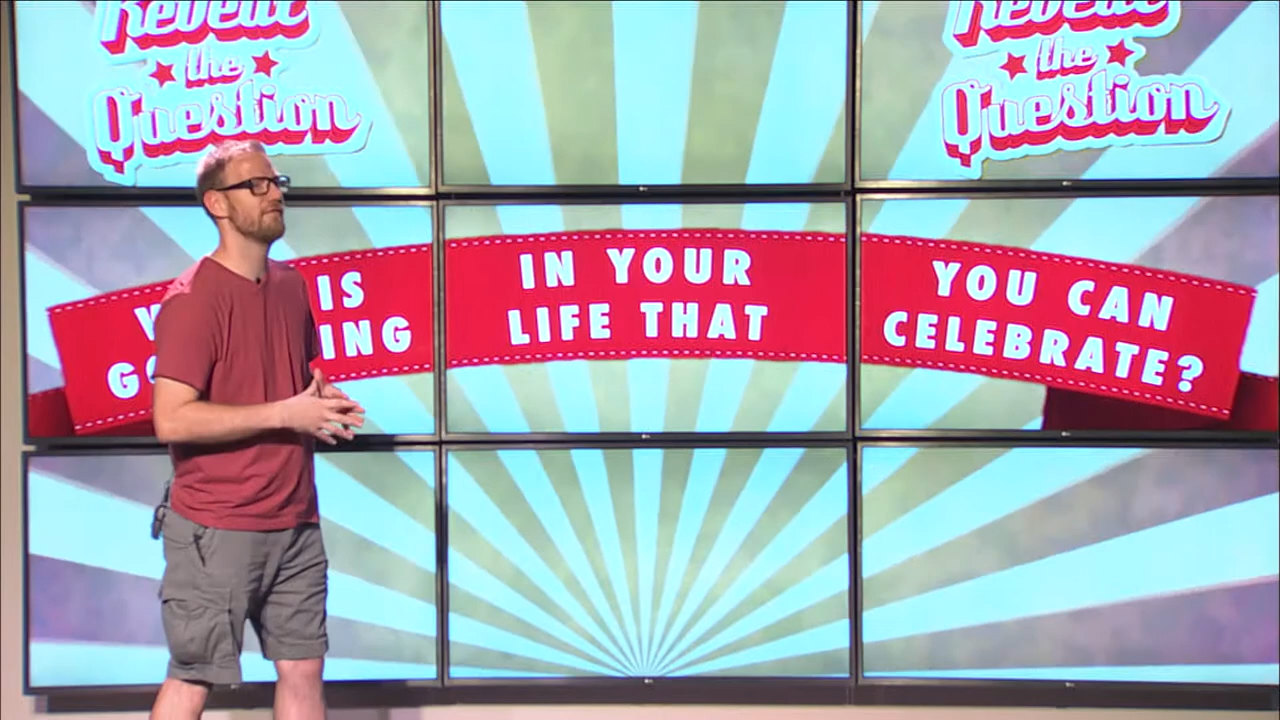 Reveal
the
Question
Reveal
the
Question
IS
ING
IN YOUR
LIFE THAT
YOU CAN
CELEBRATE?